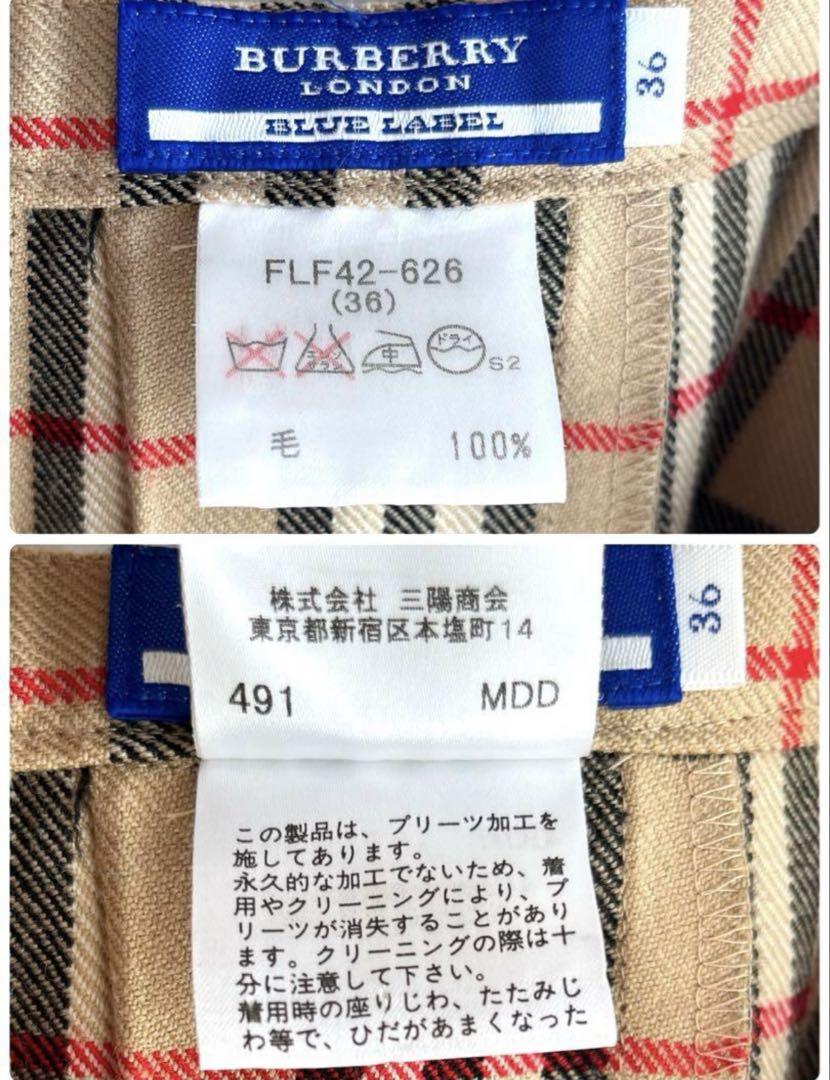 BURBERRY
LONDON
BLUE LABEL
36
FLF42-626
(36)
中
ドライ
S2
毛 100%
株式会社 三陽商会
東京都新宿区本塩町14
36
491 MDD
この製品は、プリーツ加工を
施してあります。
永久的な加工でないため、着
用やクリーニングにより、プ
リーツが消失することがあり
ます。クリーニングの際は十
分に注意して下さい。
着用時の座りじわ、たたみじ
わ等で、ひだがあまくなった